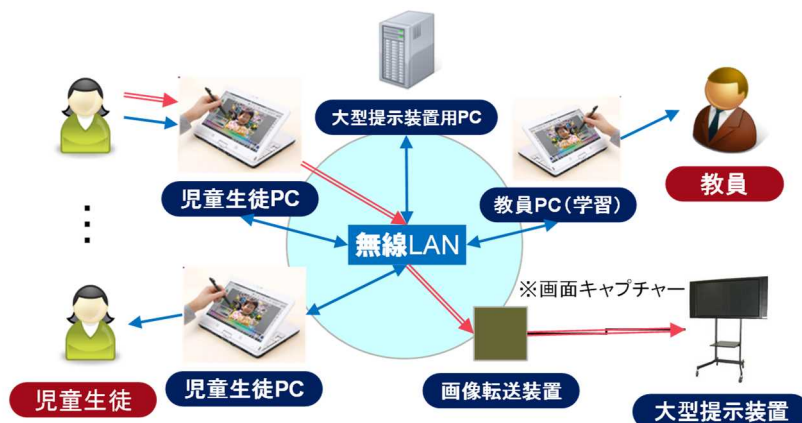 大型提示装置用PC
児童生徒PC
教員PC(学習)
教員
無線LAN
※画面キャプチャー
児童生徒
児童生徒PC
画像転送装置
大型提示装置